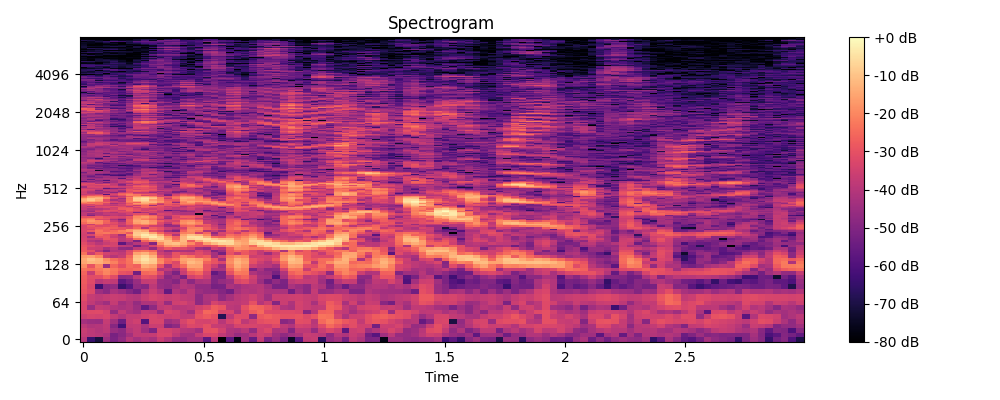 Spectrogram
+0 dB
4096
-10 dB
2048
-20 dB
1024
-30 dB
Hz
512
-40 dB
256
-50 dB
128
-60 dB
64
-70 dB
0
-80 dB
0 0.5 1 1.5 2 2.5
Time